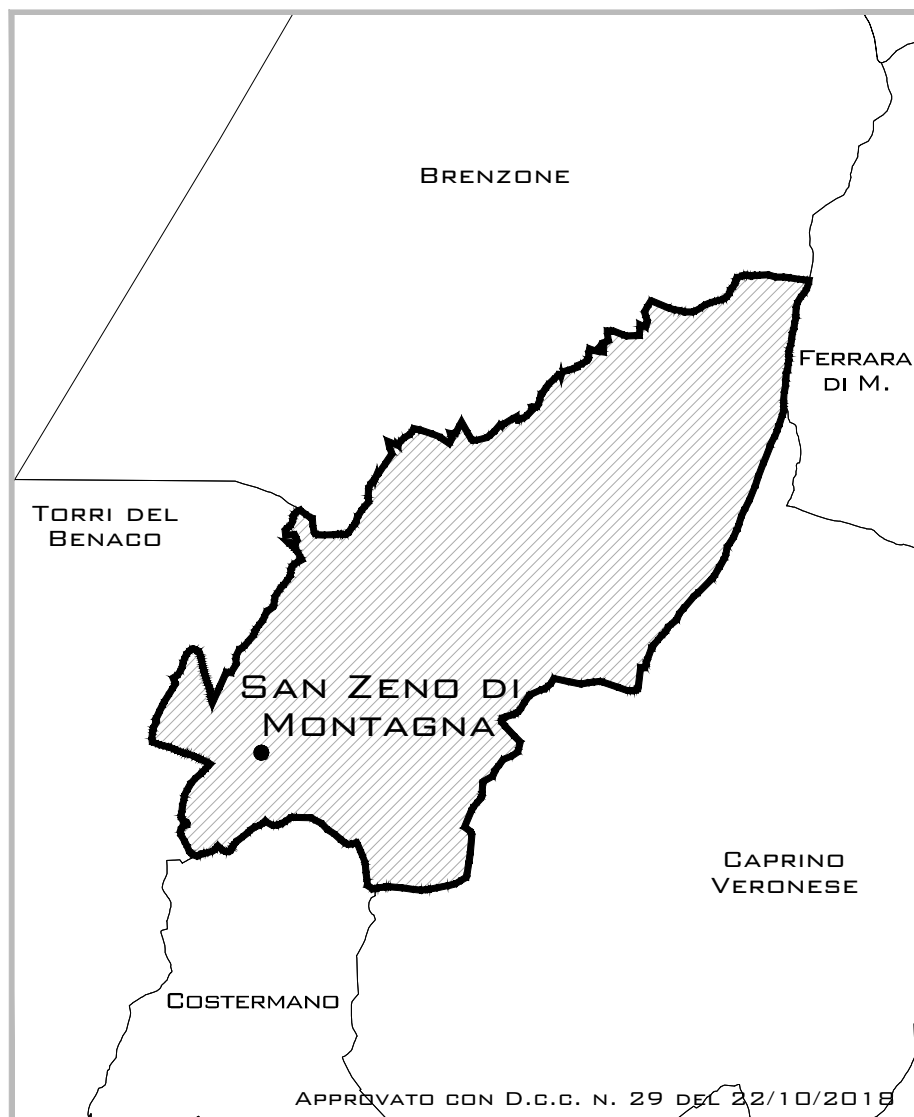 BRENZONE
FERRARA
DI M.
TORRI DEL
BENACO
SAN ZENO DI
MONTAGNA
CAPRINO
VERONESE
COSTERMANO
APPROVATO CON D.C.C. N. 29 DEL 22/10/2018